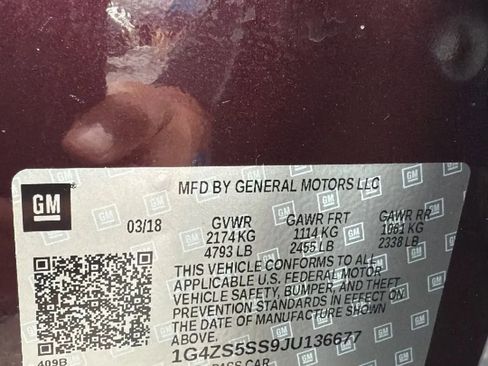 GM
MFD BY GENERAL MOTORS LLC
03/18 GVWR GAWR FRT GAWR RR
2174 KG 1114 KG 1061 KG
4793 LB 2455 LB 2338 LB
THIS VEHICLE CONFORMS TO ALL
APPLICABLE U.S. FEDERAL MOTOR
VEHICLE SAFETY, BUMPER, AND THEFT
PREVENTION STANDARDS IN EFFECT ON
THE DATE OF MANUFACTURE SHOWN
ABOVE.
1G4ZS5SS9JU136677
409B PASS CAR